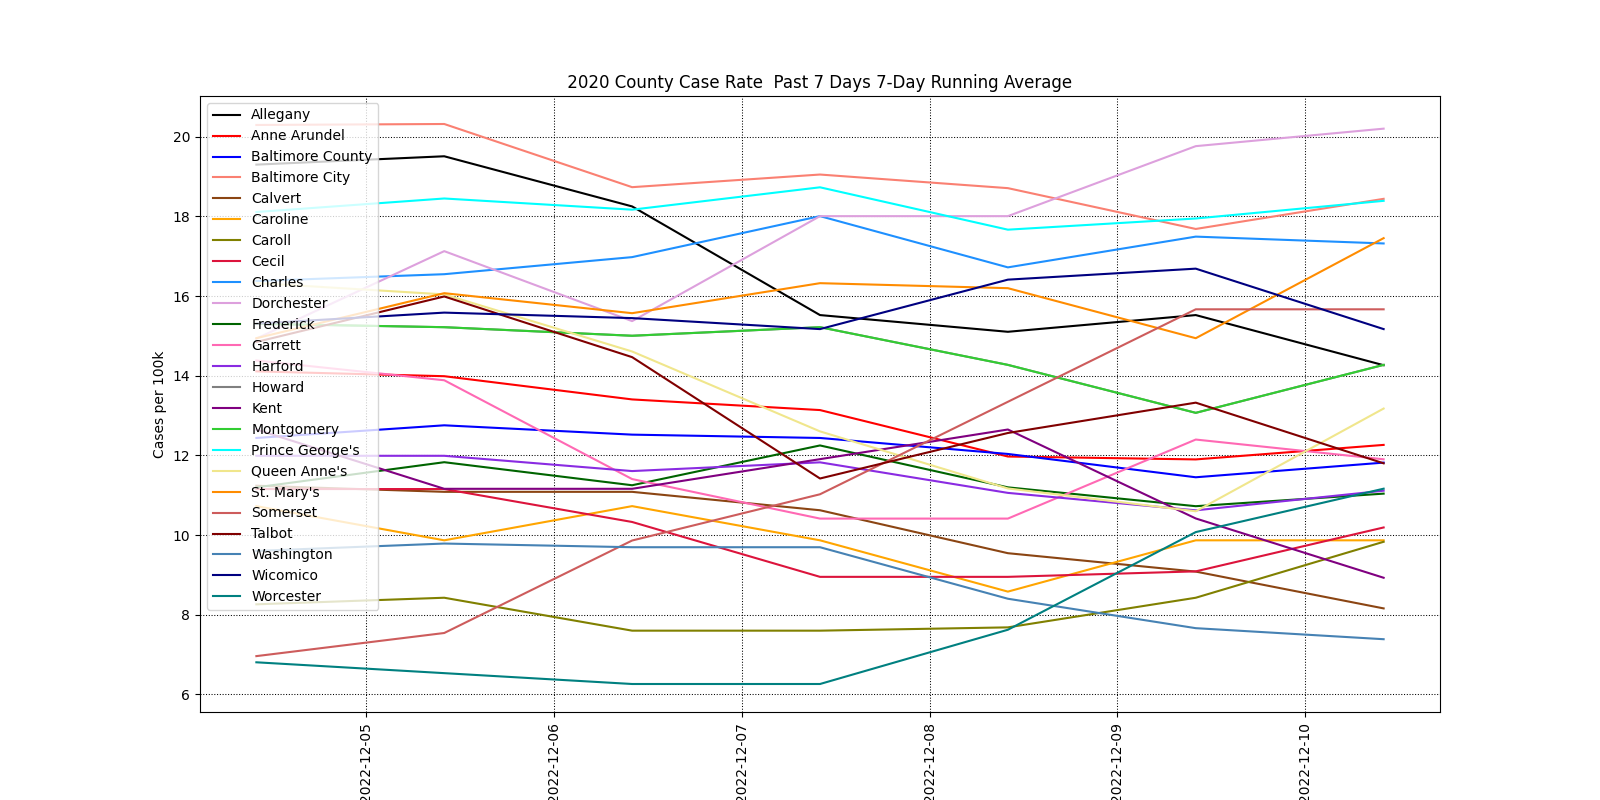 2020 County Case Rate  Past 7 Days 7-Day Running Average
Cases per 100k
20
18
16
14
12
10
8
6
Allegany
Anne Arundel
Baltimore County
Baltimore City
Calvert
Caroline
Caroll
Cecil
Charles
Dorchester
Frederick
Garrett
Harford
Howard
Kent
Montgomery
Prince George's
Queen Anne's
St. Mary's
Somerset
Talbot
Washington
Wicomico
Worcester
2022-12-05
2022-12-06
2022-12-07
2022-12-08
2022-12-09
2022-12-10